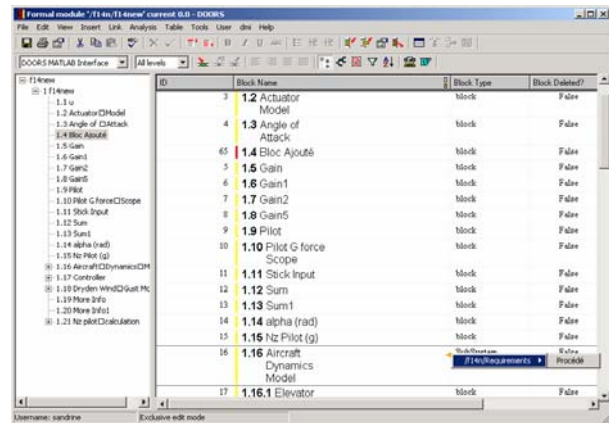 Formal module '/f14n/f14new' current 0.0 - DOORS
File Edit View Insert Link Analysis Table Tools User dmi Help
DOORS MATLAB Interface All levels
f14new
1 f14new
1.1 u
1.2 Actuator□Model
1.3 Angle of □Attack
1.4 Bloc Ajouté
1.5 Gain
1.6 Gain1
1.7 Gain2
1.8 Gain5
1.9 Pilot
1.10 Pilot G force□Scope
1.11 Stick Input
1.12 Sum
1.13 Sum1
1.14 alpha (rad)
1.15 Nz Pilot (g)
1.16 Aircraft□Dynamics□M
1.17 Controller
1.18 Dryden Wind□Gust Mc
1.19 More Info
1.20 More Info1
1.21 Nz pilot□calculation
ID Block Name Block Type Block Deleted?
3 1.2 Actuator block False
Model
4 1.3 Angle of block False
Attack
65 1.4 Bloc Ajouté block False
5 1.5 Gain block False
6 1.6 Gain1 block False
7 1.7 Gain2 block False
8 1.8 Gain5 block False
9 1.9 Pilot block False
10 1.10 Pilot G force block False
Scope
11 1.11 Stick Input block False
12 1.12 Sum block False
13 1.13 Sum1 block False
14 1.14 alpha (rad) block False
15 1.15 Nz Pilot (g) block False
16 1.16 Aircraft SubSystem False
Dynamics
Model
/f14n/Requirements Procédé
17 1.16.1 Elevator block False
Username: sandrine Exclusive edit mode